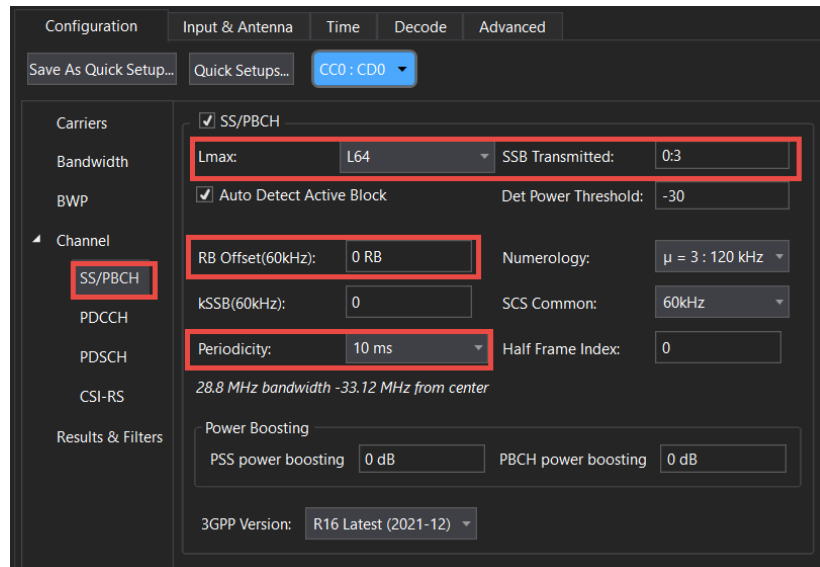 Configuration Input & Antenna Time Decode Advanced
Save As Quick Setup... Quick Setups... CC0 : CD0
Carriers
Bandwidth
BWP
Channel
SS/PBCH
PDCCH
PDSCH
CSI-RS
Results & Filters
SS/PBCH
Lmax: L64 SSB Transmitted: 0:3
Auto Detect Active Block Det Power Threshold: -30
RB Offset(60kHz): 0 RB Numerology: μ = 3 : 120 kHz
kSSB(60kHz): 0 SCS Common: 60kHz
Periodicity: 10 ms Half Frame Index: 0
28.8 MHz bandwidth -33.12 MHz from center
Power Boosting
PSS power boosting 0 dB PBCH power boosting 0 dB
3GPP Version: R16 Latest (2021-12)